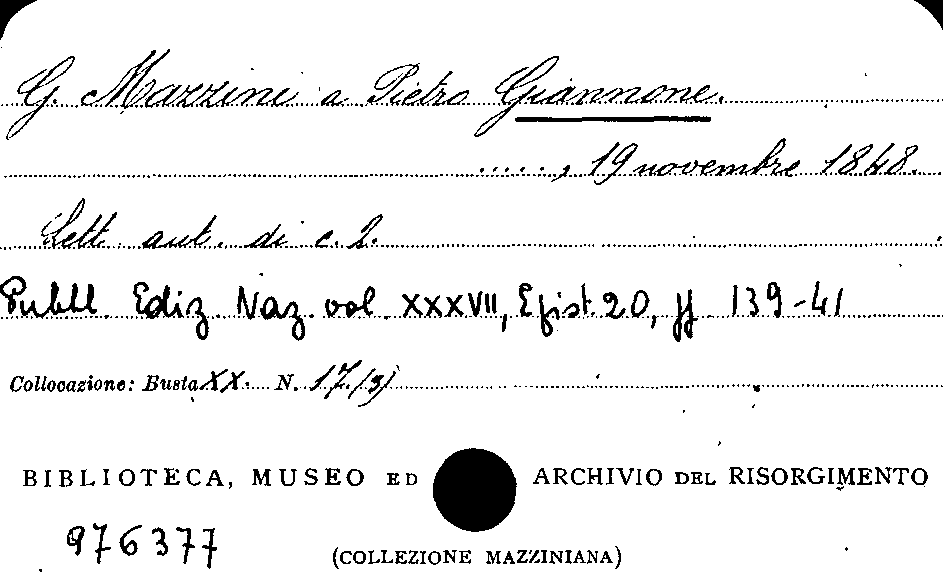 G. Mazzini a Pietro Giannone.
......, 19 novembre 1848.
Lett. aut. di c. 2.
Pubbl. Ediz. Naz. vol. XXXVII, Epist. 20, pp. 139-41
Collocazione: Busta XX. N. 17 (3)
BIBLIOTECA, MUSEO ED ARCHIVIO DEL RISORGIMENTO
976377
(COLLEZIONE MAZZINIANA)